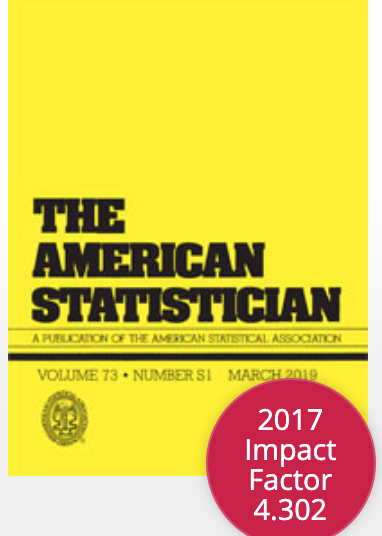 THE
AMERICAN
STATISTICIAN
A PUBLICATION OF THE AMERICAN STATISTICAL ASSOCIATION
VOLUME 73 • NUMBER S1 MARCH 2019
2017
Impact
Factor
4.302